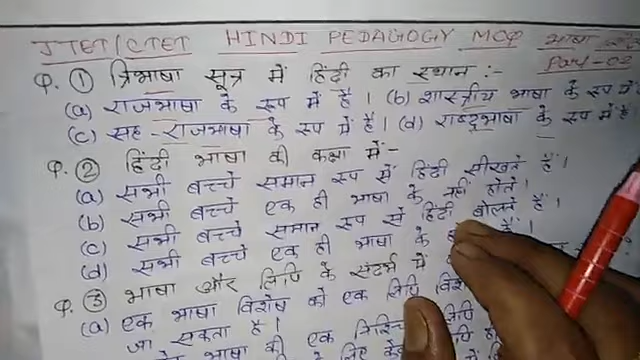 JTET/CTET HINDI PEDAGOGY MCQ भाषा
Part-02
Q. ① त्रिभाषा सूत्र में हिंदी का स्थान :-
(a) राजभाषा के रूप में है। (b) शास्त्रीय भाषा के रूप में
(c) सह-राजभाषा के रूप में है। (d) राष्ट्रभाषा के रूप में है
Q. ② हिंदी भाषा की कक्षा में-
(a) सभी बच्चे समान रूप से हिंदी सीखते हैं।
(b) सभी बच्चे एक ही भाषा के नहीं होते।
(c) सभी बच्चे समान रूप से हिंदी बोलते हैं।
(d) सभी बच्चे एक ही भाषा के हैं।
Q. ③ भाषा और लिपि के संदर्भ में
(a) एक भाषा विशेष को एक लिपि
जा सकता है।
भाषा की एक